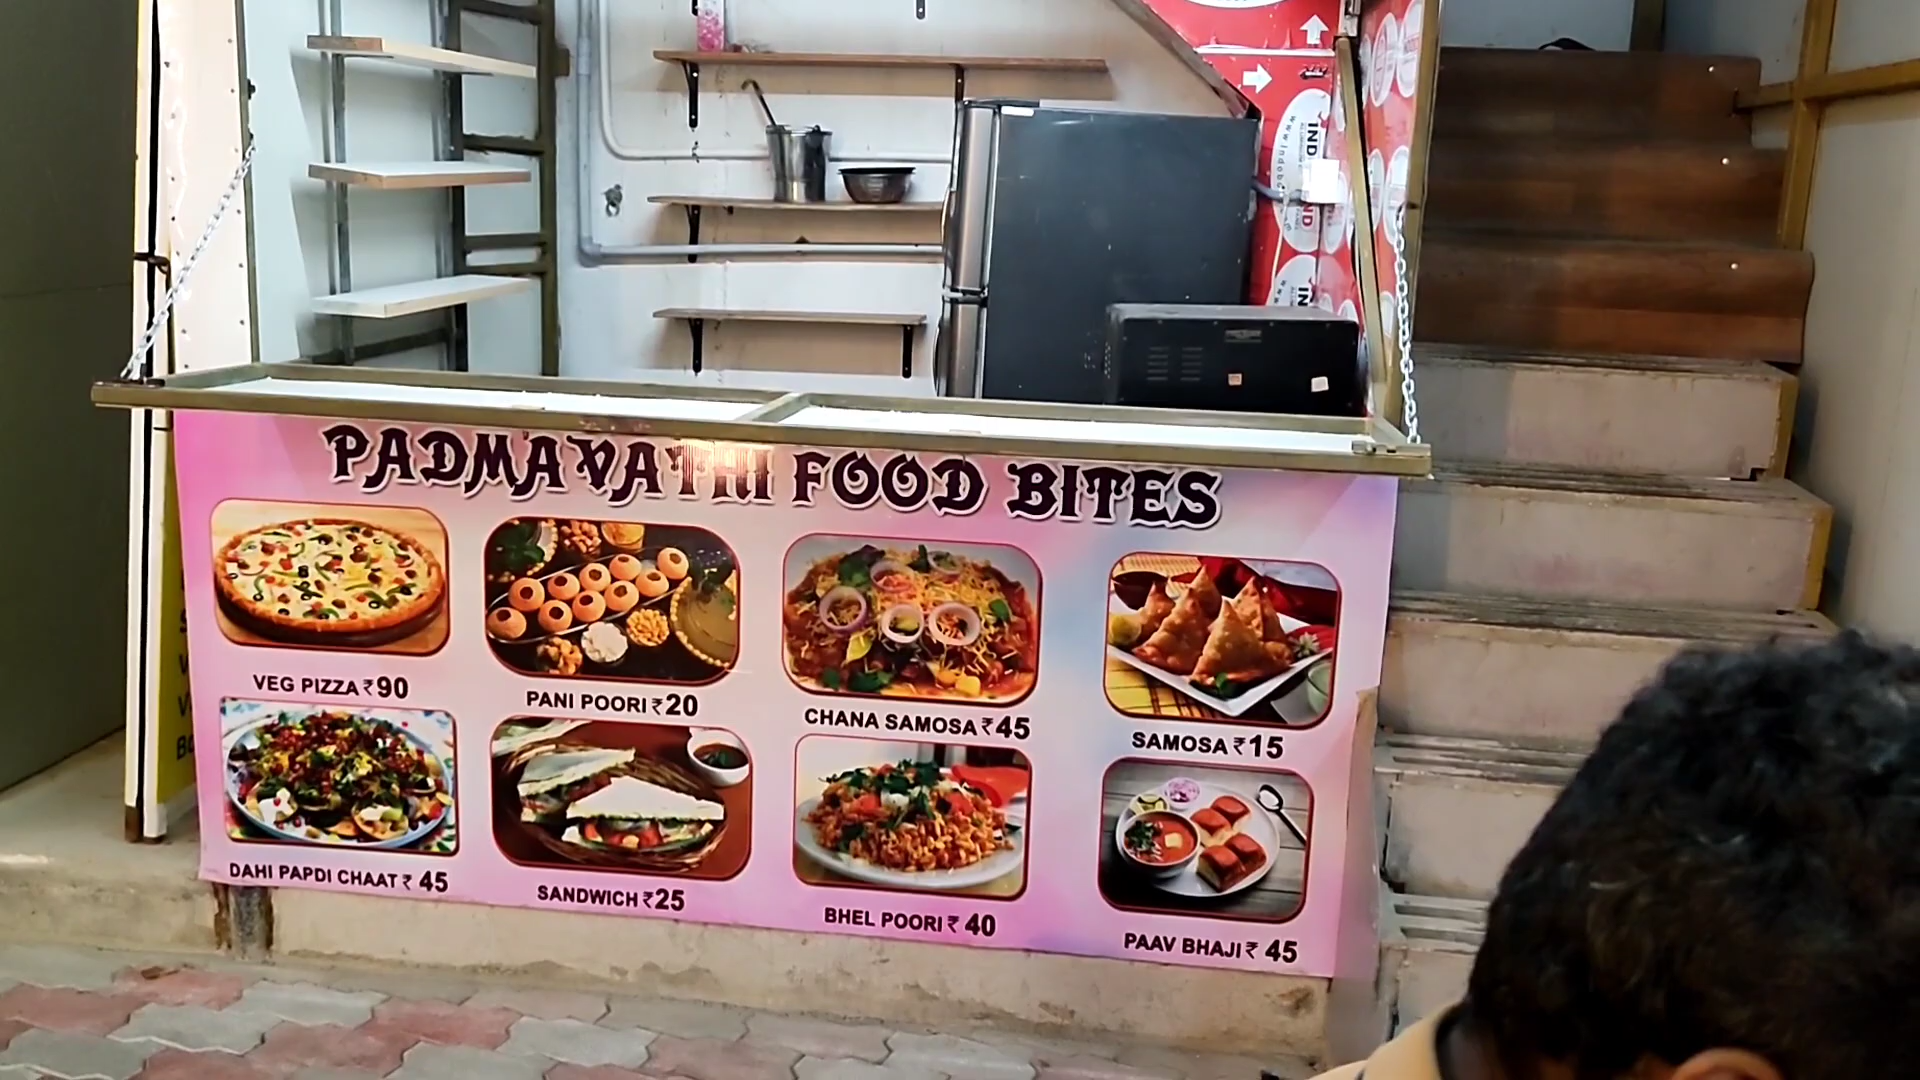 PADMAVATHI FOOD BITES
VEG PIZZA ₹90
PANI POORI ₹20
CHANA SAMOSA ₹45
SAMOSA ₹15
DAHI PAPDI CHAAT ₹ 45
SANDWICH ₹25
BHEL POORI ₹ 40
PAAV BHAJI ₹ 45